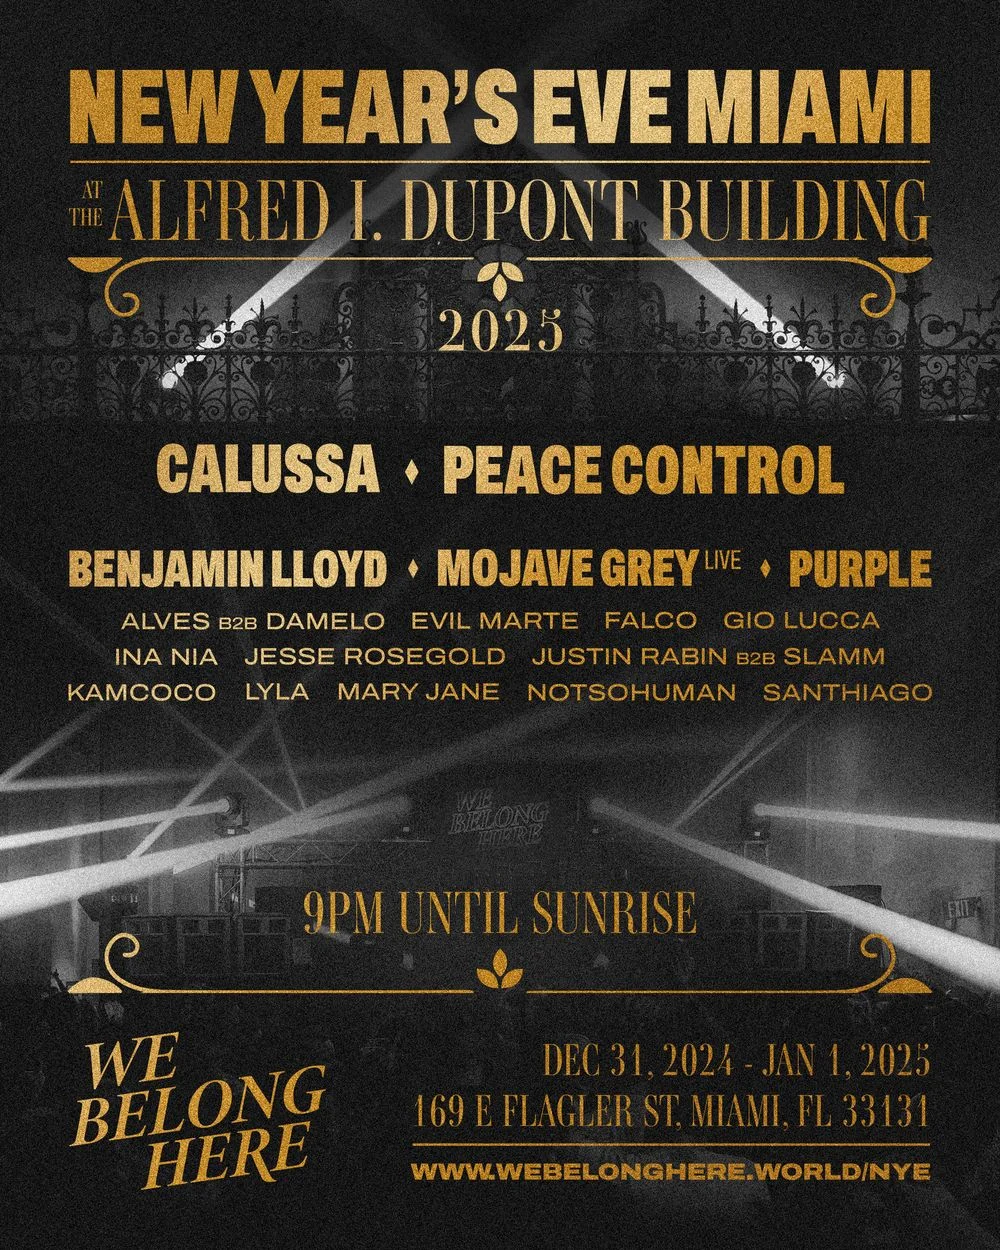 NEW YEAR'S EVE MIAMI
AT THE ALFRED I. DUPONT BUILDING
2025
CALUSSA ♦ PEACE CONTROL
BENJAMIN LLOYD ♦ MOJAVE GREY LIVE ♦ PURPLE
ALVES B2B DAMELO EVIL MARTE FALCO GIO LUCCA
INA NIA JESSE ROSEGOLD JUSTIN RABIN B2B SLAMM
KAMCOCO LYLA MARY JANE NOTSOHUMAN SANTHIAGO
WE
BELONG
HERE
9PM UNTIL SUNRISE
EXIT
WE
BELONG
HERE
DEC 31, 2024 - JAN 1, 2025
169 E FLAGLER ST, MIAMI, FL 33131
WWW.WEBELONGHERE.WORLD/NYE